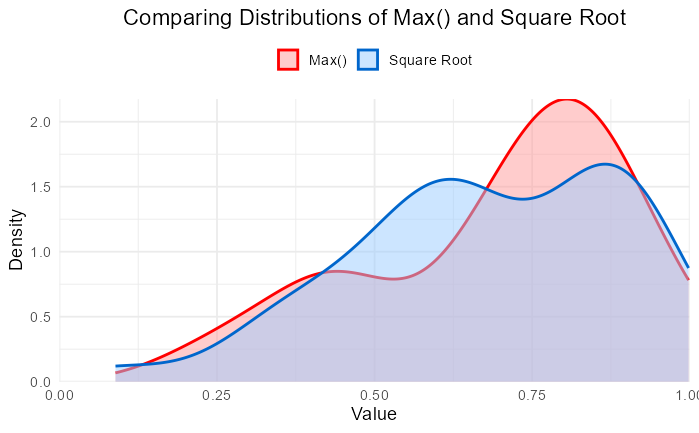 Comparing Distributions of Max() and Square Root
Max() Square Root
2.0
1.5
1.0
0.5
0.0
Density
0.00 0.25 0.50 0.75 1.00
Value